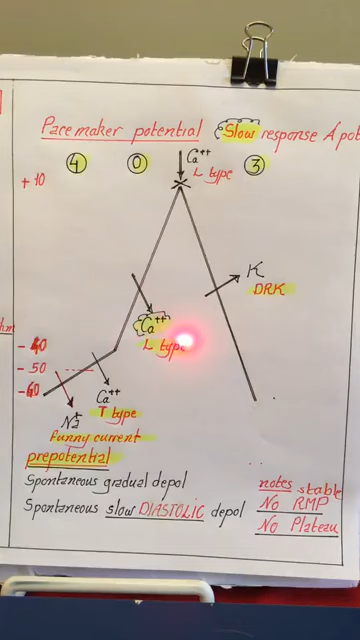 Pacemaker potential Slow response A pot
4 0 Ca++ 3
L type
+10
K
DRK
Ca++
L type
- 40
- 50
- 60
Ca++
T type
Na+
funny current
prepotential
Spontaneous gradual depol
Spontaneous slow DIASTOLIC depol
notes stable
No RMP
No Plateau